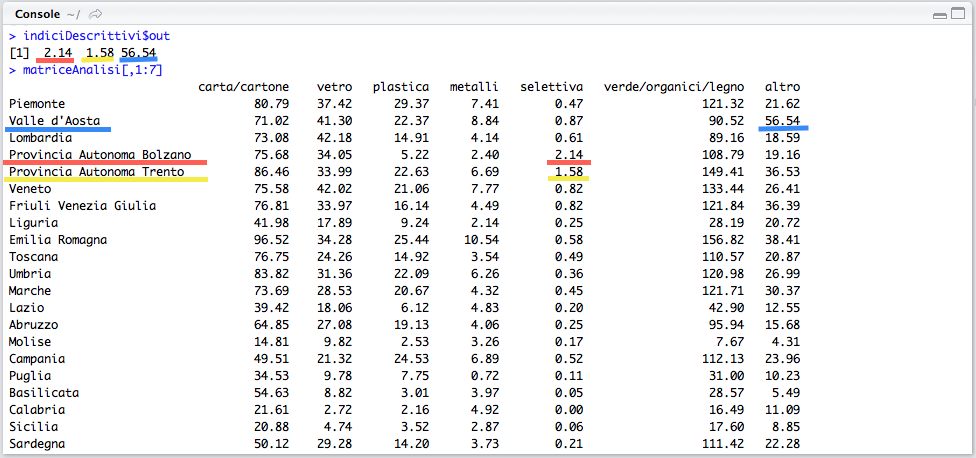 Console ~/
> indiciDescrittivi$out
[1] 2.14 1.58 56.54
> matriceAnalisi[,1:7]
carta/cartone vetro plastica metalli selettiva verde/organici/legno altro
Piemonte 80.79 37.42 29.37 7.41 0.47 121.32 21.62
Valle d'Aosta 71.02 41.30 22.37 8.84 0.87 90.52 56.54
Lombardia 73.08 42.18 14.91 4.14 0.61 89.16 18.59
Provincia Autonoma Bolzano 75.68 34.05 5.22 2.40 2.14 108.79 19.16
Provincia Autonoma Trento 86.46 33.99 22.63 6.69 1.58 149.41 36.53
Veneto 75.58 42.02 21.06 7.77 0.82 133.44 26.41
Friuli Venezia Giulia 76.81 33.97 16.14 4.49 0.82 121.84 36.39
Liguria 41.98 17.89 9.24 2.14 0.25 28.19 20.72
Emilia Romagna 96.52 34.28 25.44 10.54 0.58 156.82 38.41
Toscana 76.75 24.26 14.92 3.54 0.49 110.57 20.87
Umbria 83.82 31.36 22.09 6.26 0.36 120.98 26.99
Marche 73.69 28.53 20.67 4.32 0.45 121.71 30.37
Lazio 39.42 18.06 6.12 4.83 0.20 42.90 12.55
Abruzzo 64.85 27.08 19.13 4.06 0.25 95.94 15.68
Molise 14.81 9.82 2.53 3.26 0.17 7.67 4.31
Campania 49.51 21.32 24.53 6.89 0.52 112.13 23.96
Puglia 34.53 9.78 7.75 0.72 0.11 31.00 10.23
Basilicata 54.63 8.82 3.01 3.97 0.05 28.57 5.49
Calabria 21.61 2.72 2.16 4.92 0.00 16.49 11.09
Sicilia 20.88 4.74 3.52 2.87 0.06 17.60 8.85
Sardegna 50.12 29.28 14.20 3.73 0.21 111.42 22.28